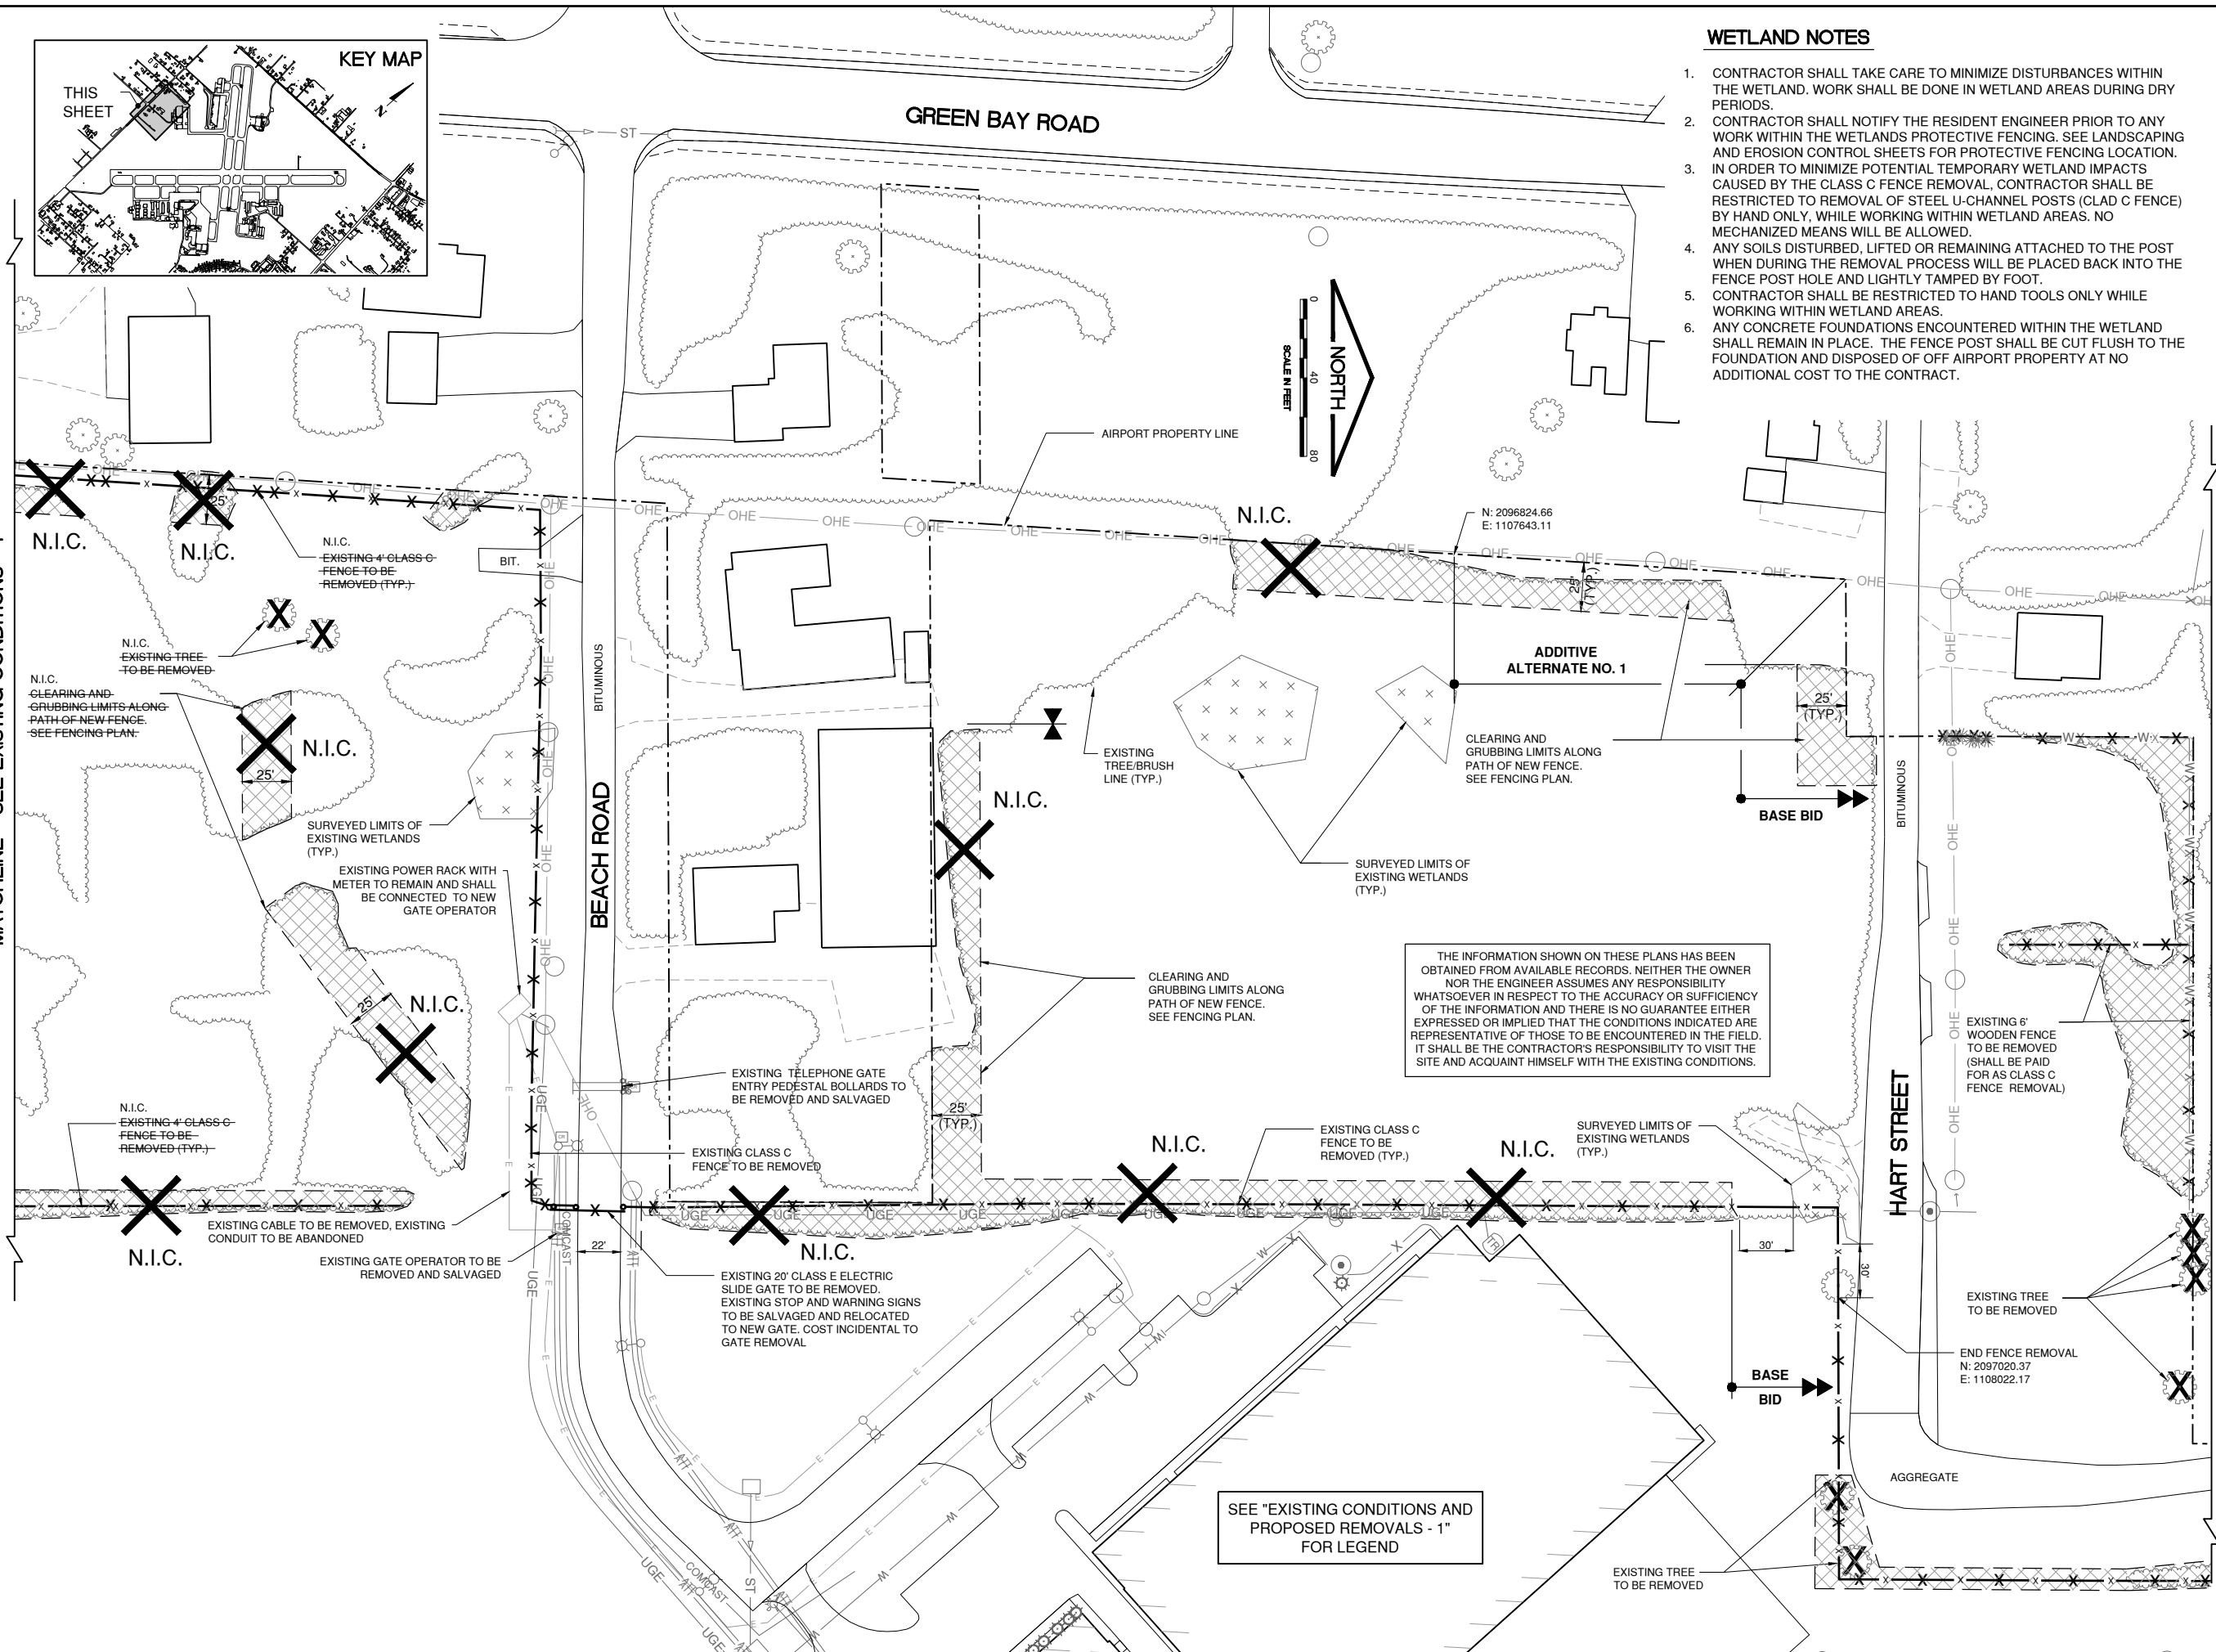 KEY MAP
THIS
SHEET
N
WETLAND NOTES
1. CONTRACTOR SHALL TAKE CARE TO MINIMIZE DISTURBANCES WITHIN
THE WETLAND. WORK SHALL BE DONE IN WETLAND AREAS DURING DRY
PERIODS.
2. CONTRACTOR SHALL NOTIFY THE RESIDENT ENGINEER PRIOR TO ANY
WORK WITHIN THE WETLANDS PROTECTIVE FENCING. SEE LANDSCAPING
AND EROSION CONTROL SHEETS FOR PROTECTIVE FENCING LOCATION.
3. IN ORDER TO MINIMIZE POTENTIAL TEMPORARY WETLAND IMPACTS
CAUSED BY THE CLASS C FENCE REMOVAL, CONTRACTOR SHALL BE
RESTRICTED TO REMOVAL OF STEEL U-CHANNEL POSTS (CLAD C FENCE)
BY HAND ONLY, WHILE WORKING WITHIN WETLAND AREAS. NO
MECHANIZED MEANS WILL BE ALLOWED.
4. ANY SOILS DISTURBED, LIFTED OR REMAINING ATTACHED TO THE POST
WHEN DURING THE REMOVAL PROCESS WILL BE PLACED BACK INTO THE
FENCE POST HOLE AND LIGHTLY TAMPED BY FOOT.
5. CONTRACTOR SHALL BE RESTRICTED TO HAND TOOLS ONLY WHILE
WORKING WITHIN WETLAND AREAS.
6. ANY CONCRETE FOUNDATIONS ENCOUNTERED WITHIN THE WETLAND
SHALL REMAIN IN PLACE. THE FENCE POST SHALL BE CUT FLUSH TO THE
FOUNDATION AND DISPOSED OF OFF AIRPORT PROPERTY AT NO
ADDITIONAL COST TO THE CONTRACT.
GREEN BAY ROAD
ST
NORTH
0 40 80
SCALE IN FEET
AIRPORT PROPERTY LINE
N: 2096824.66
E: 1107643.11
N.I.C.
N.I.C.
N.I.C.
25'
N.I.C.
EXISTING 4' CLASS C
FENCE TO BE
REMOVED (TYP.)
BIT.
OHE
OHE
OHE
OHE
OHE
OHE
OHE
OHE
OHE
25'
(TYP.)
N.I.C.
EXISTING TREE
TO BE REMOVED
N.I.C.
CLEARING AND
GRUBBING LIMITS ALONG
PATH OF NEW FENCE.
SEE FENCING PLAN.
N.I.C.
25'
BITUMINOUS
BEACH ROAD
ADDITIVE
ALTERNATE NO. 1
25'
(TYP.)
EXISTING
TREE/BRUSH
LINE (TYP.)
N.I.C.
CLEARING AND
GRUBBING LIMITS ALONG
PATH OF NEW FENCE.
SEE FENCING PLAN.
BASE BID
BITUMINOUS
SURVEYED LIMITS OF
EXISTING WETLANDS
(TYP.)
SURVEYED LIMITS OF
EXISTING WETLANDS
(TYP.)
EXISTING POWER RACK WITH
METER TO REMAIN AND SHALL
BE CONNECTED TO NEW
GATE OPERATOR
25'
N.I.C.
CLEARING AND
GRUBBING LIMITS ALONG
PATH OF NEW FENCE.
SEE FENCING PLAN.
THE INFORMATION SHOWN ON THESE PLANS HAS BEEN
OBTAINED FROM AVAILABLE RECORDS. NEITHER THE OWNER
NOR THE ENGINEER ASSUMES ANY RESPONSIBILITY
WHATSOEVER IN RESPECT TO THE ACCURACY OR SUFFICIENCY
OF THE INFORMATION AND THERE IS NO GUARANTEE EITHER
EXPRESSED OR IMPLIED THAT THE CONDITIONS INDICATED ARE
REPRESENTATIVE OF THOSE TO BE ENCOUNTERED IN THE FIELD.
IT SHALL BE THE CONTRACTOR'S RESPONSIBILITY TO VISIT THE
SITE AND ACQUAINT HIMSELF WITH THE EXISTING CONDITIONS.
EXISTING 6'
WOODEN FENCE
TO BE REMOVED
(SHALL BE PAID
FOR AS CLASS C
FENCE REMOVAL)
HART STREET
EXISTING TELEPHONE GATE
ENTRY PEDESTAL BOLLARDS TO
BE REMOVED AND SALVAGED
25'
(TYP.)
N.I.C.
EXISTING 4' CLASS C
FENCE TO BE
REMOVED (TYP.)
EXISTING CLASS C
FENCE TO BE REMOVED
N.I.C.
EXISTING CLASS C
FENCE TO BE
REMOVED (TYP.)
N.I.C.
SURVEYED LIMITS OF
EXISTING WETLANDS
(TYP.)
EXISTING CABLE TO BE REMOVED, EXISTING
CONDUIT TO BE ABANDONED
N.I.C.
EXISTING GATE OPERATOR TO BE
REMOVED AND SALVAGED
22'
N.I.C.
EXISTING 20' CLASS E ELECTRIC
SLIDE GATE TO BE REMOVED.
EXISTING STOP AND WARNING SIGNS
TO BE SALVAGED AND RELOCATED
TO NEW GATE. COST INCIDENTAL TO
GATE REMOVAL
UGE
UGE
UGE
UGE
UGE
COMCAST
ATT
TR
30'
30'
EXISTING TREE
TO BE REMOVED
END FENCE REMOVAL
N: 2097020.37
E: 1108022.17
BASE
BID
AGGREGATE
SEE "EXISTING CONDITIONS AND
PROPOSED REMOVALS - 1"
FOR LEGEND
EXISTING TREE
TO BE REMOVED
COMCAST
UGE
ST
UGE